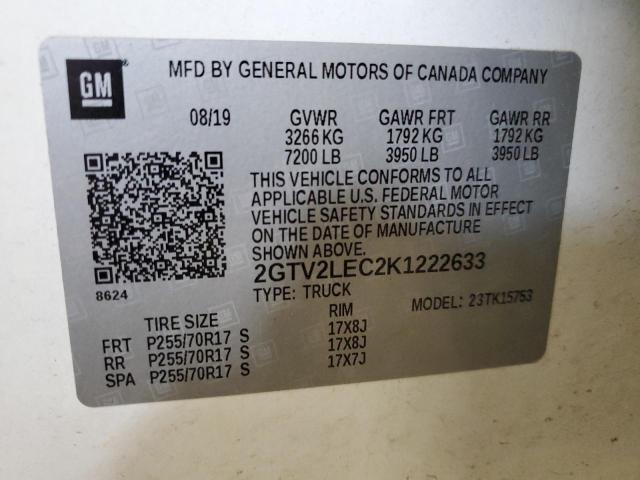 GM
MFD BY GENERAL MOTORS OF CANADA COMPANY
08/19 GVWR GAWR FRT GAWR RR
3266 KG 1792 KG 1792 KG
7200 LB 3950 LB 3950 LB
THIS VEHICLE CONFORMS TO ALL
APPLICABLE U.S. FEDERAL MOTOR
VEHICLE SAFETY STANDARDS IN EFFECT
ON THE DATE OF MANUFACTURE
SHOWN ABOVE.
2GTV2LEC2K1222633
8624
TYPE: TRUCK MODEL: 23TK15753
TIRE SIZE RIM
FRT P255/70R17 S 17X8J
RR P255/70R17 S 17X8J
SPA P255/70R17 S 17X7J